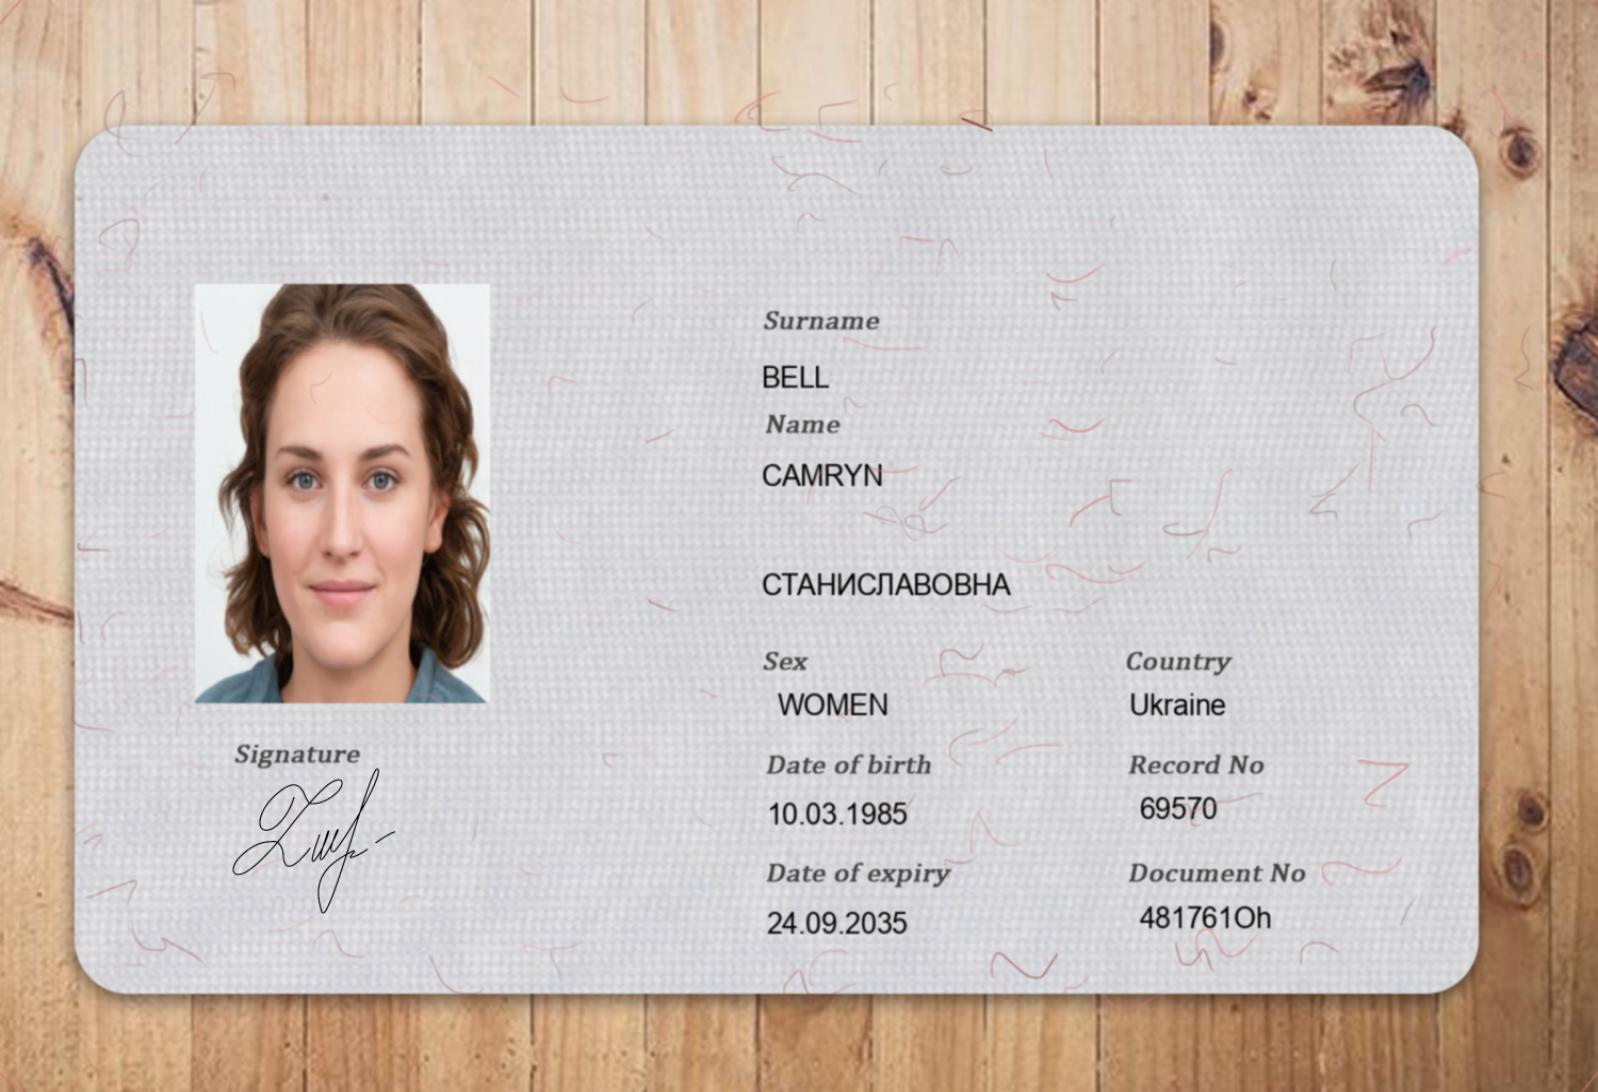 Surname
BELL
Name
CAMRYN
СТАНИСЛАВОВНА
Sex Country
WOMEN Ukraine
Date of birth Record No
10.03.1985 69570
Date of expiry Document No
24.09.2035 481761Oh
Signature